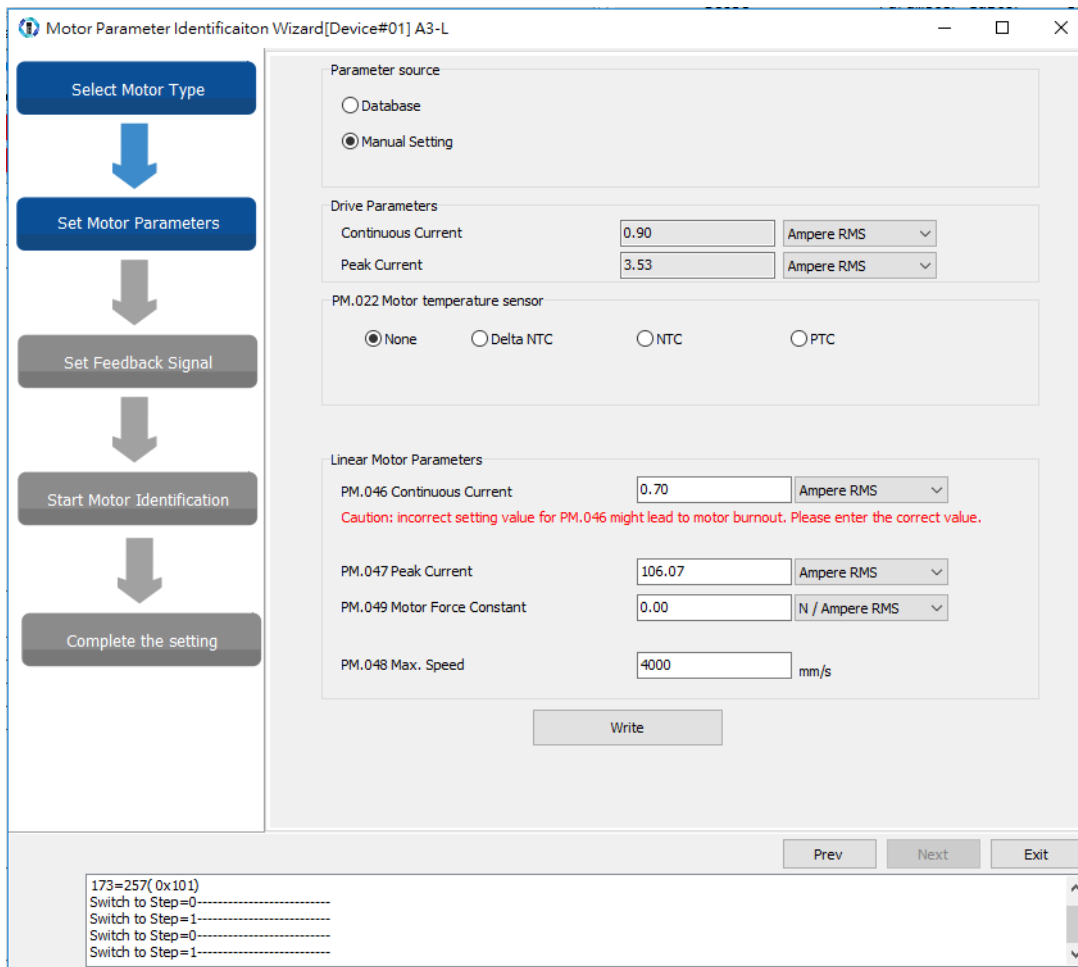 Motor Parameter Identificaiton Wizard[Device#01] A3-L
Select Motor Type
Set Motor Parameters
Set Feedback Signal
Start Motor Identification
Complete the setting
Parameter source
Database
Manual Setting
Drive Parameters
Continuous Current 0.90 Ampere RMS
Peak Current 3.53 Ampere RMS
PM.022 Motor temperature sensor
None Delta NTC NTC PTC
Linear Motor Parameters
PM.046 Continuous Current 0.70 Ampere RMS
Caution: incorrect setting value for PM.046 might lead to motor burnout. Please enter the correct value.
PM.047 Peak Current 106.07 Ampere RMS
PM.049 Motor Force Constant 0.00 N / Ampere RMS
PM.048 Max. Speed 4000 mm/s
Write
Prev Next Exit
173=257( 0x101)
Switch to Step=0--------------------------
Switch to Step=1--------------------------
Switch to Step=0--------------------------
Switch to Step=1--------------------------